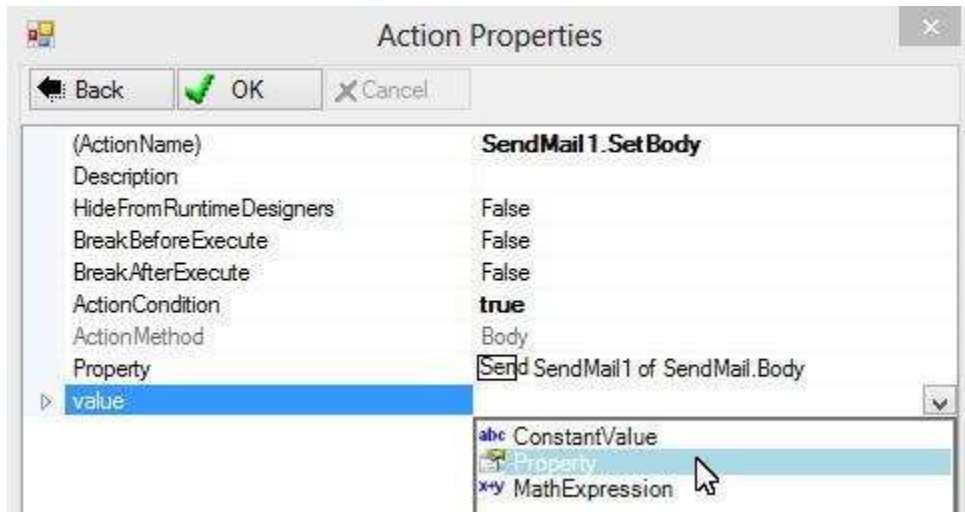 Action Properties
Back OK Cancel
(ActionName) SendMail1.SetBody
Description
HideFromRuntimeDesigners False
BreakBeforeExecute False
BreakAfterExecute False
ActionCondition true
ActionMethod Body
Property Send SendMail1 of SendMail.Body
value
abc ConstantValue
Property
x+y MathExpression